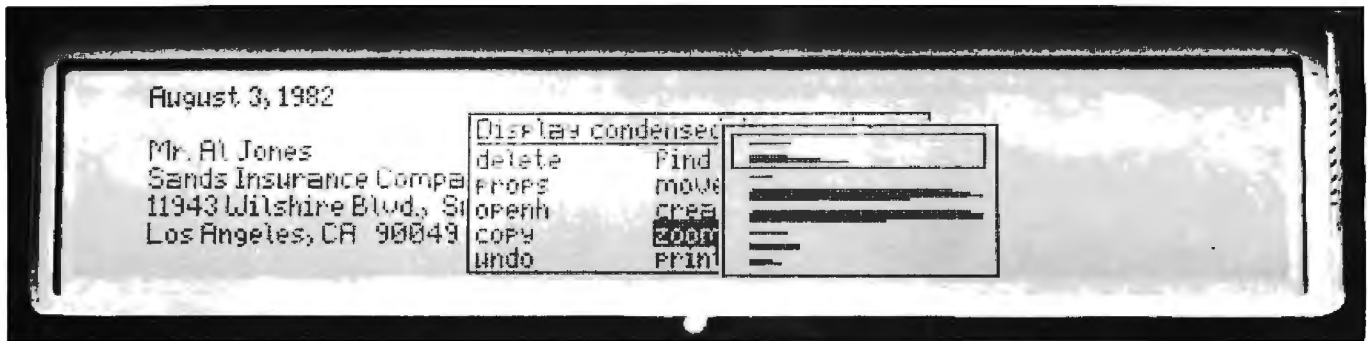 August 3, 1982
Mr. Al Jones
Sands Insurance Compa
11943 Wilshire Blvd., S
Los Angeles, CA 90049
Display condensed
delete find
props move
openh crea
copy zoom
undo print